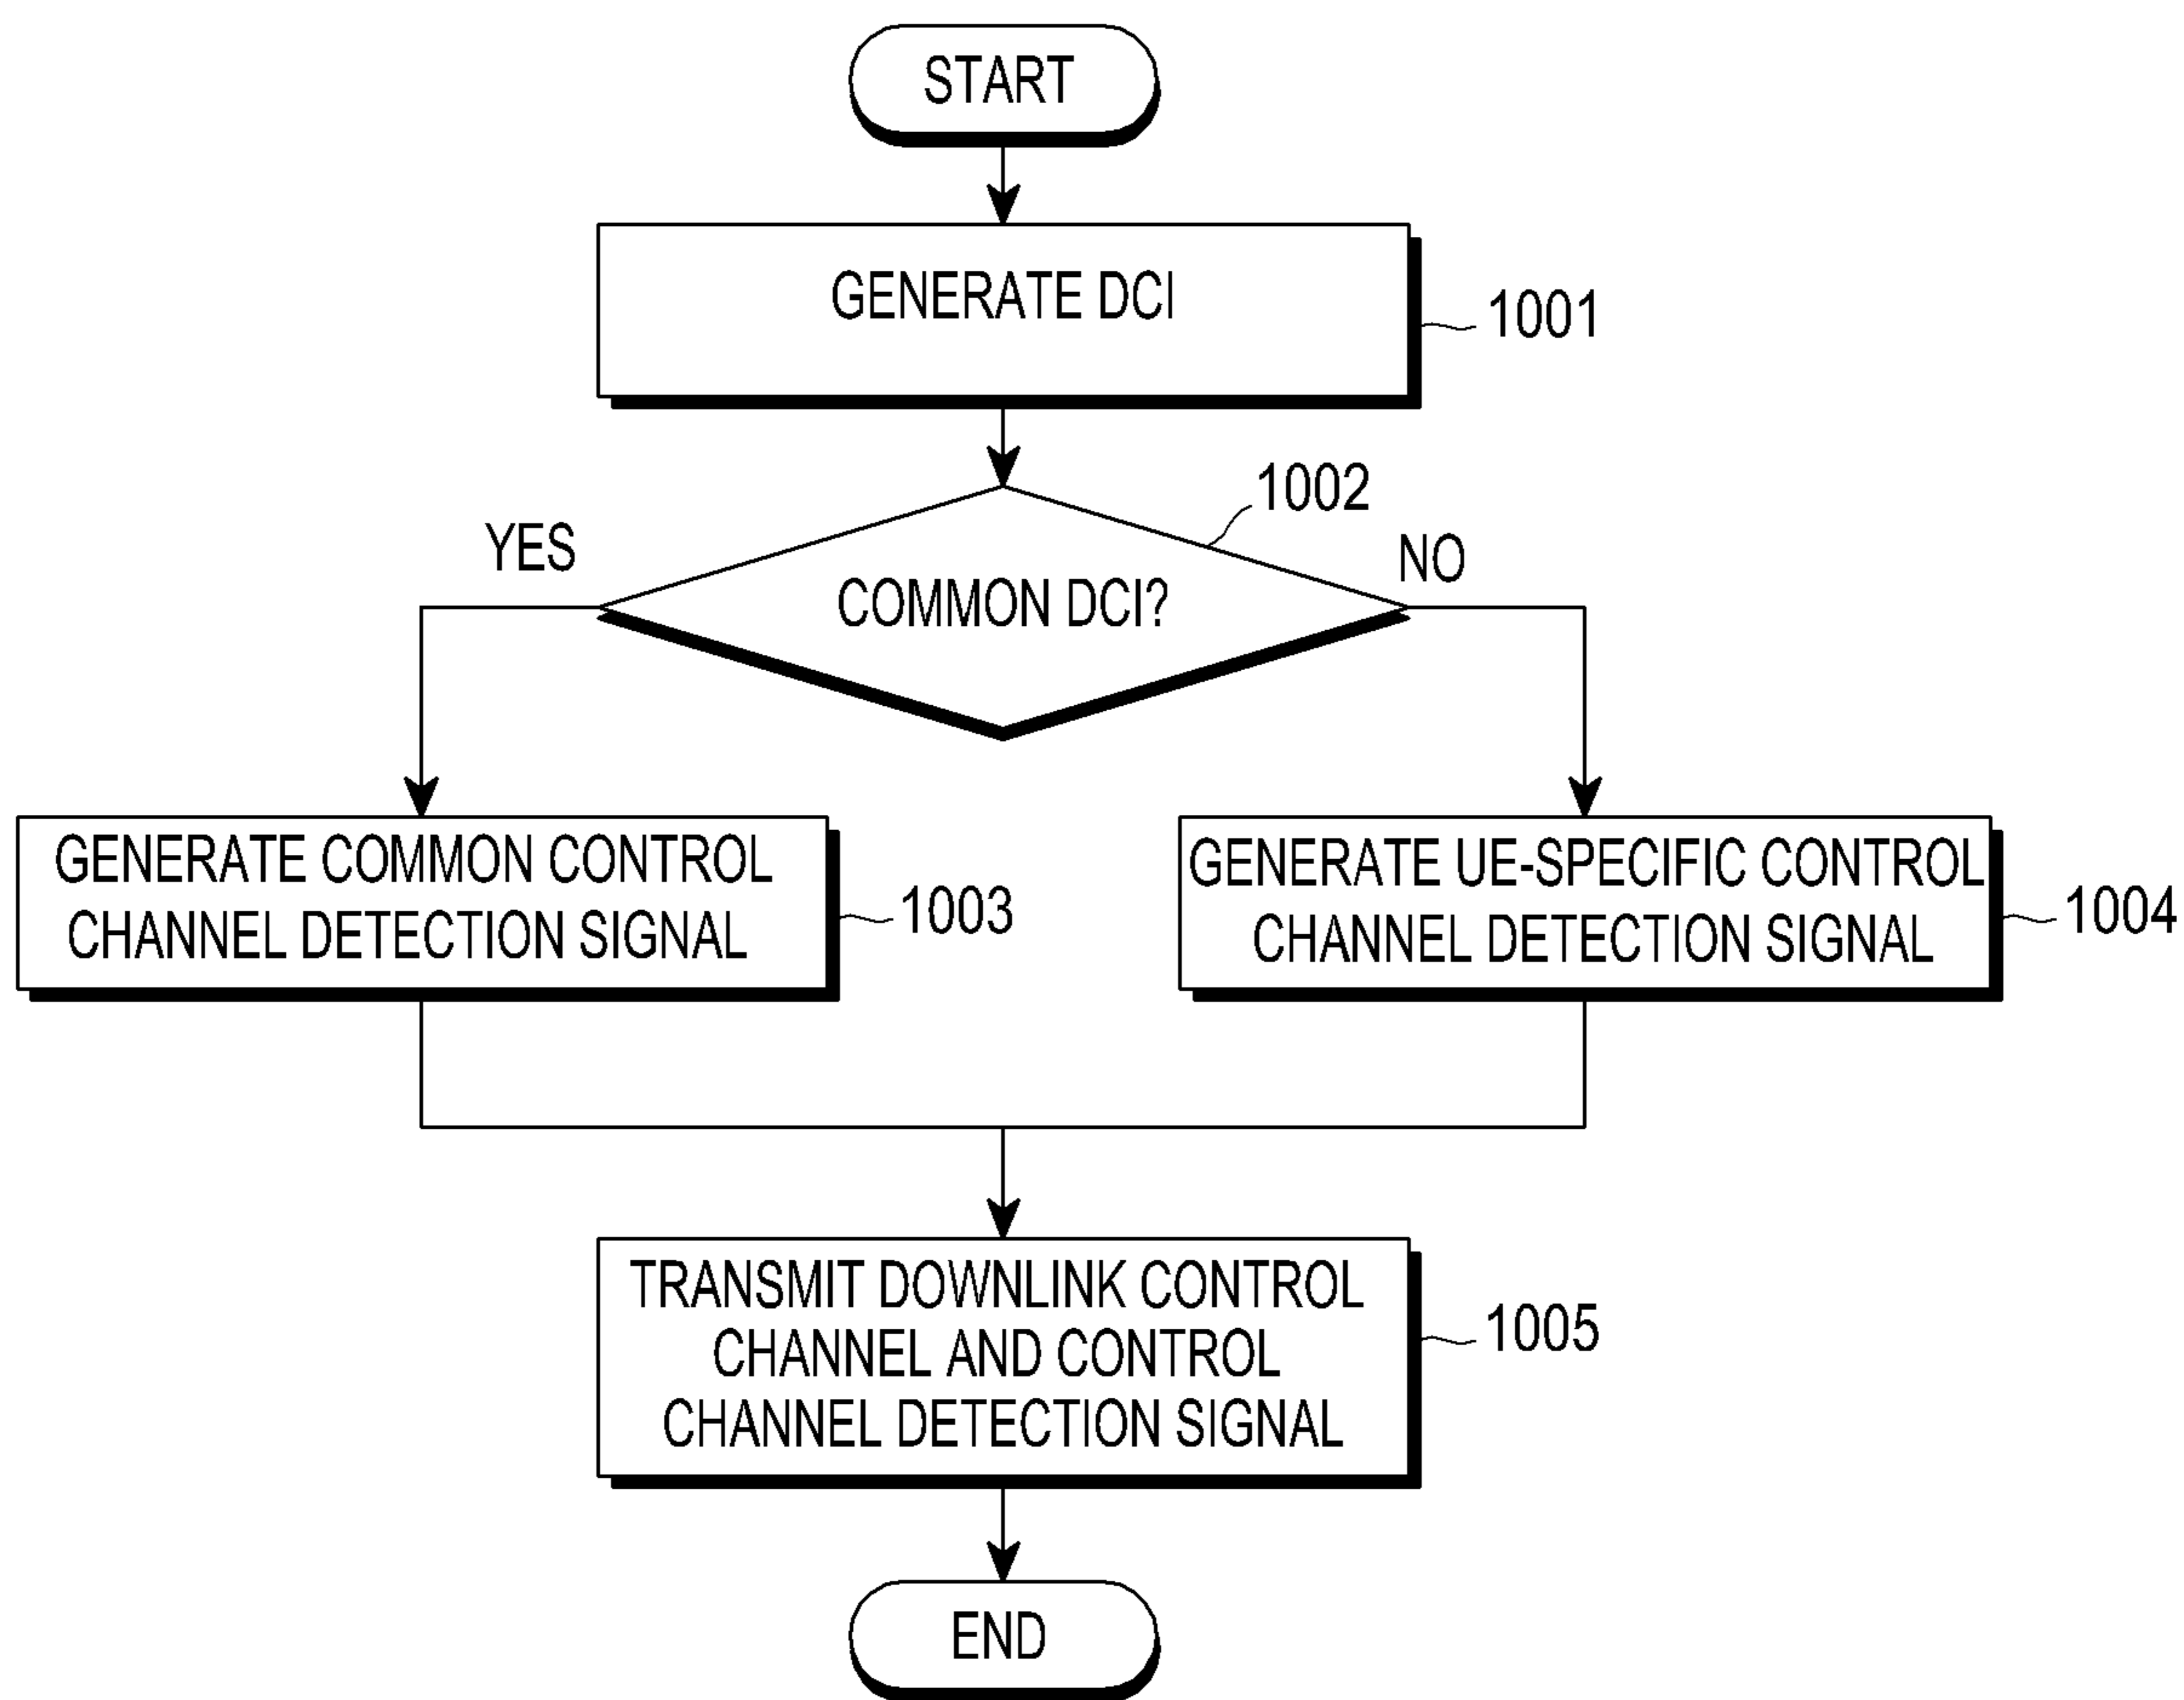 START
GENERATE DCI
1001
1002
YES
NO
COMMON DCI?
GENERATE COMMON CONTROL
CHANNEL DETECTION SIGNAL
1003
GENERATE UE-SPECIFIC CONTROL
CHANNEL DETECTION SIGNAL
1004
TRANSMIT DOWNLINK CONTROL
CHANNEL AND CONTROL
CHANNEL DETECTION SIGNAL
1005
END